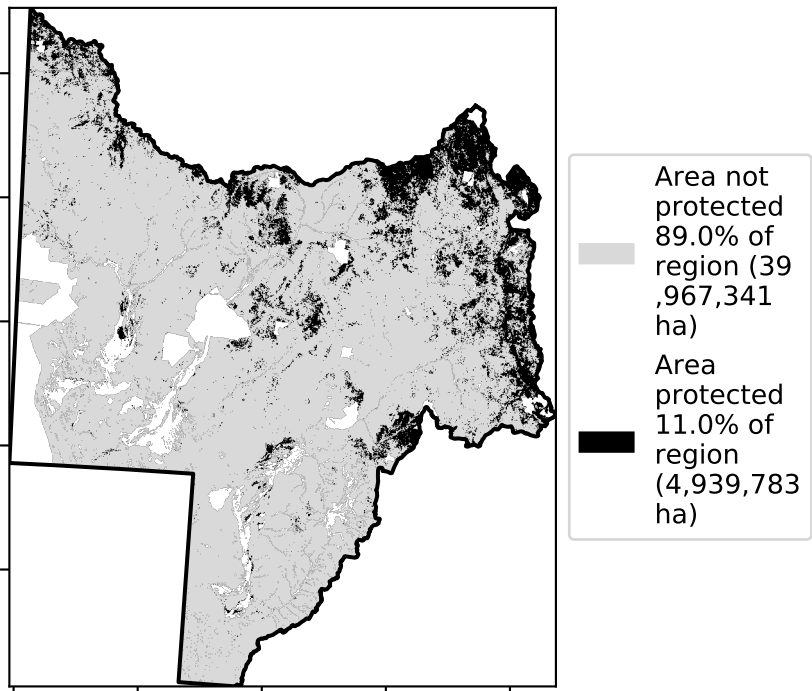 Area not
protected
89.0% of
region (39
,967,341
ha)
Area
protected
11.0% of
region
(4,939,783
ha)